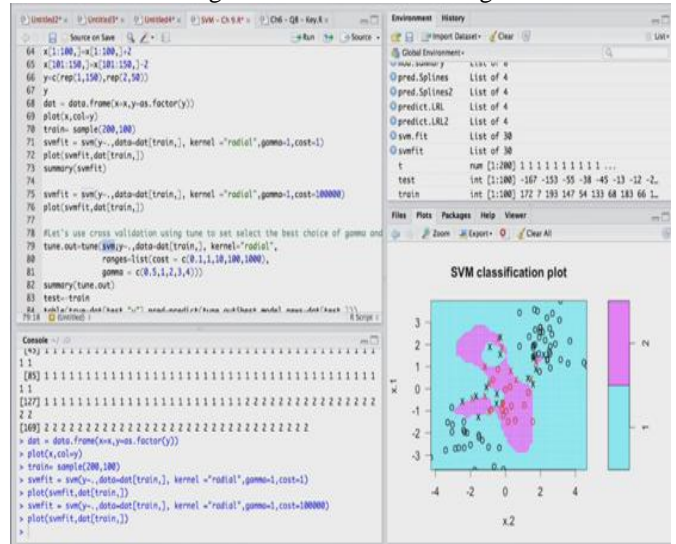 Untitled2* × Untitled3* × Untitled4* × SVM - Ch 9.R* × Ch6 - Q8 - Key.R ×
Source on Save Run Source
64 x[1:100,]=x[1:100,]+2
65 x[101:150,]=x[101:150,]-2
66 y=c(rep(1,150),rep(2,50))
67 y
68 dat = data.frame(x=x,y=as.factor(y))
69 plot(x,col=y)
70 train= sample(200,100)
71 svmfit = svm(y~.,data=dat[train,], kernel ="radial",gamma=1,cost=1)
72 plot(svmfit,dat[train,])
73 summary(svmfit)
74
75 svmfit = svm(y~.,data=dat[train,], kernel ="radial",gamma=1,cost=100000)
76 plot(svmfit,dat[train,])
77
78 #Let's use cross validation using tune to set select the best choice of gamma and
79 tune.out=tune(svm,y~.,data=dat[train,], kernel="radial",
80 ranges=list(cost = c(0.1,1,10,100,1000),
81 gamma = c(0.5,1,2,3,4)))
82 summary(tune.out)
83 test=-train
79:18 (Untitled) R Script
Console
1 1
[85] 1 1 1 1 1 1 1 1 1 1 1 1 1 1 1 1 1 1 1 1 1 1 1 1 1 1 1 1 1 1 1 1 1 1 1 1 1 1 1 1
1 1
[127] 1 1 1 1 1 1 1 1 1 1 1 1 1 1 1 1 1 1 1 1 1 1 1 1 2 2 2 2 2 2 2 2 2 2 2 2 2 2 2 2
2 2
[169] 2 2 2 2 2 2 2 2 2 2 2 2 2 2 2 2 2 2 2 2 2 2 2 2 2 2 2 2
> dat = data.frame(x=x,y=as.factor(y))
> plot(x,col=y)
> train= sample(200,100)
> svmfit = svm(y~.,data=dat[train,], kernel ="radial",gamma=1,cost=1)
> plot(svmfit,dat[train,])
> svmfit = svm(y~.,data=dat[train,], kernel ="radial",gamma=1,cost=100000)
> plot(svmfit,dat[train,])
>
Environment History
Import Dataset Clear List
Global Environment
pred.Splines List of 4
pred.Splines2 List of 4
predict.LRL List of 4
predict.LRL2 List of 4
svm.fit List of 30
svmfit List of 30
t num [1:200] 1 1 1 1 1 1 1 1 1 1 ...
test int [1:100] -167 -153 -55 -38 -45 -13 -12 -2…
train int [1:100] 172 7 193 147 54 133 68 183 66 1…
Files Plots Packages Help Viewer
Zoom Export Clear All
SVM classification plot
3
2
1
0
-1
-2
-3
x.1
-4 -2 0 2 4
x.2
2
1